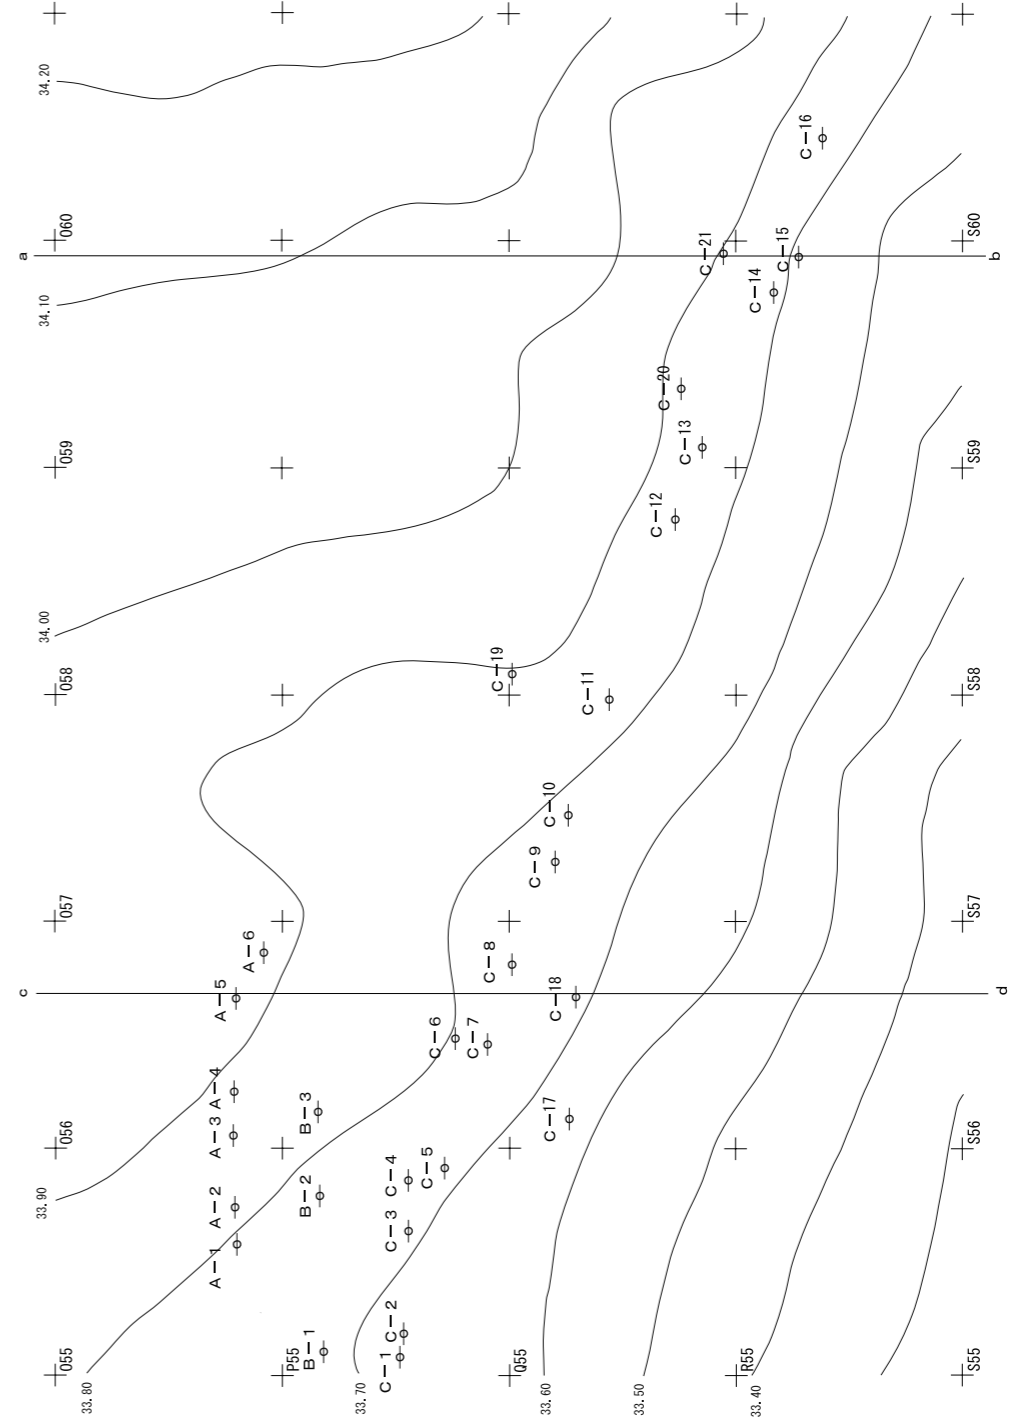 34.20
C－16
a
O60
C－21
C－15
S60
b
34.10
C－14
C－20
C－13
O59
S59
C－12
34.00
C－19
O58
C－11
S58
C－10
C－9
O57
S57
A－6
C－8
c
A－5
C－18
d
C－6
C－7
A－4
B－3
A－3
C－17
O56
S56
C－5
C－4
33.90
A－2
B－2
C－3
A－1
C－2
B－1
C－1
O55
P55
Q55
R55
S55
33.80
33.70
33.60
33.50
33.40